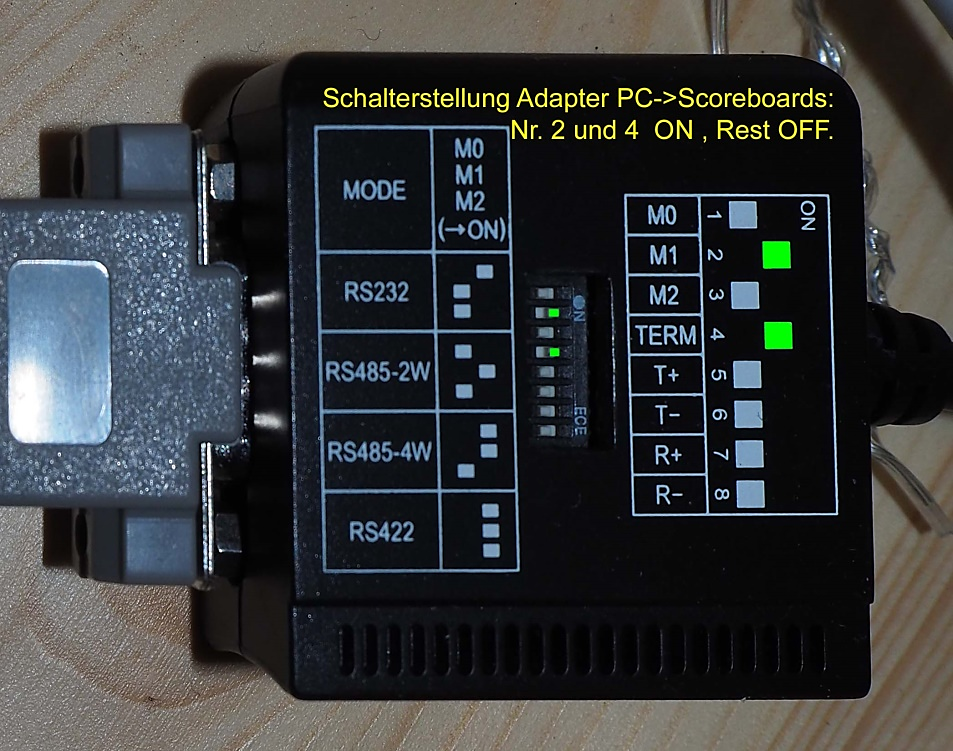 Schalterstellung Adapter PC->Scoreboards:
Nr. 2 und 4  ON , Rest OFF.
MODE
M0
M1
M2
(→ON)
RS232
RS485-2W
RS485-4W
RS422
ON
ECE
ON
M0 1
M1 2
M2 3
TERM 4
T+ 5
T- 6
R+ 7
R- 8